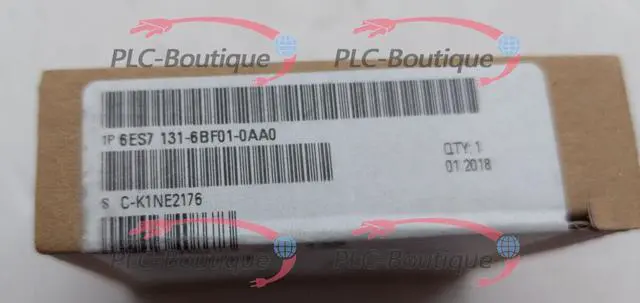 PLC-Boutique
PLC-Boutique
1P 6ES7 131-6BF01-0AA0
QTY: 1
01 2018
S C-K1NE2176
PLC-Boutique
PLC-Boutique